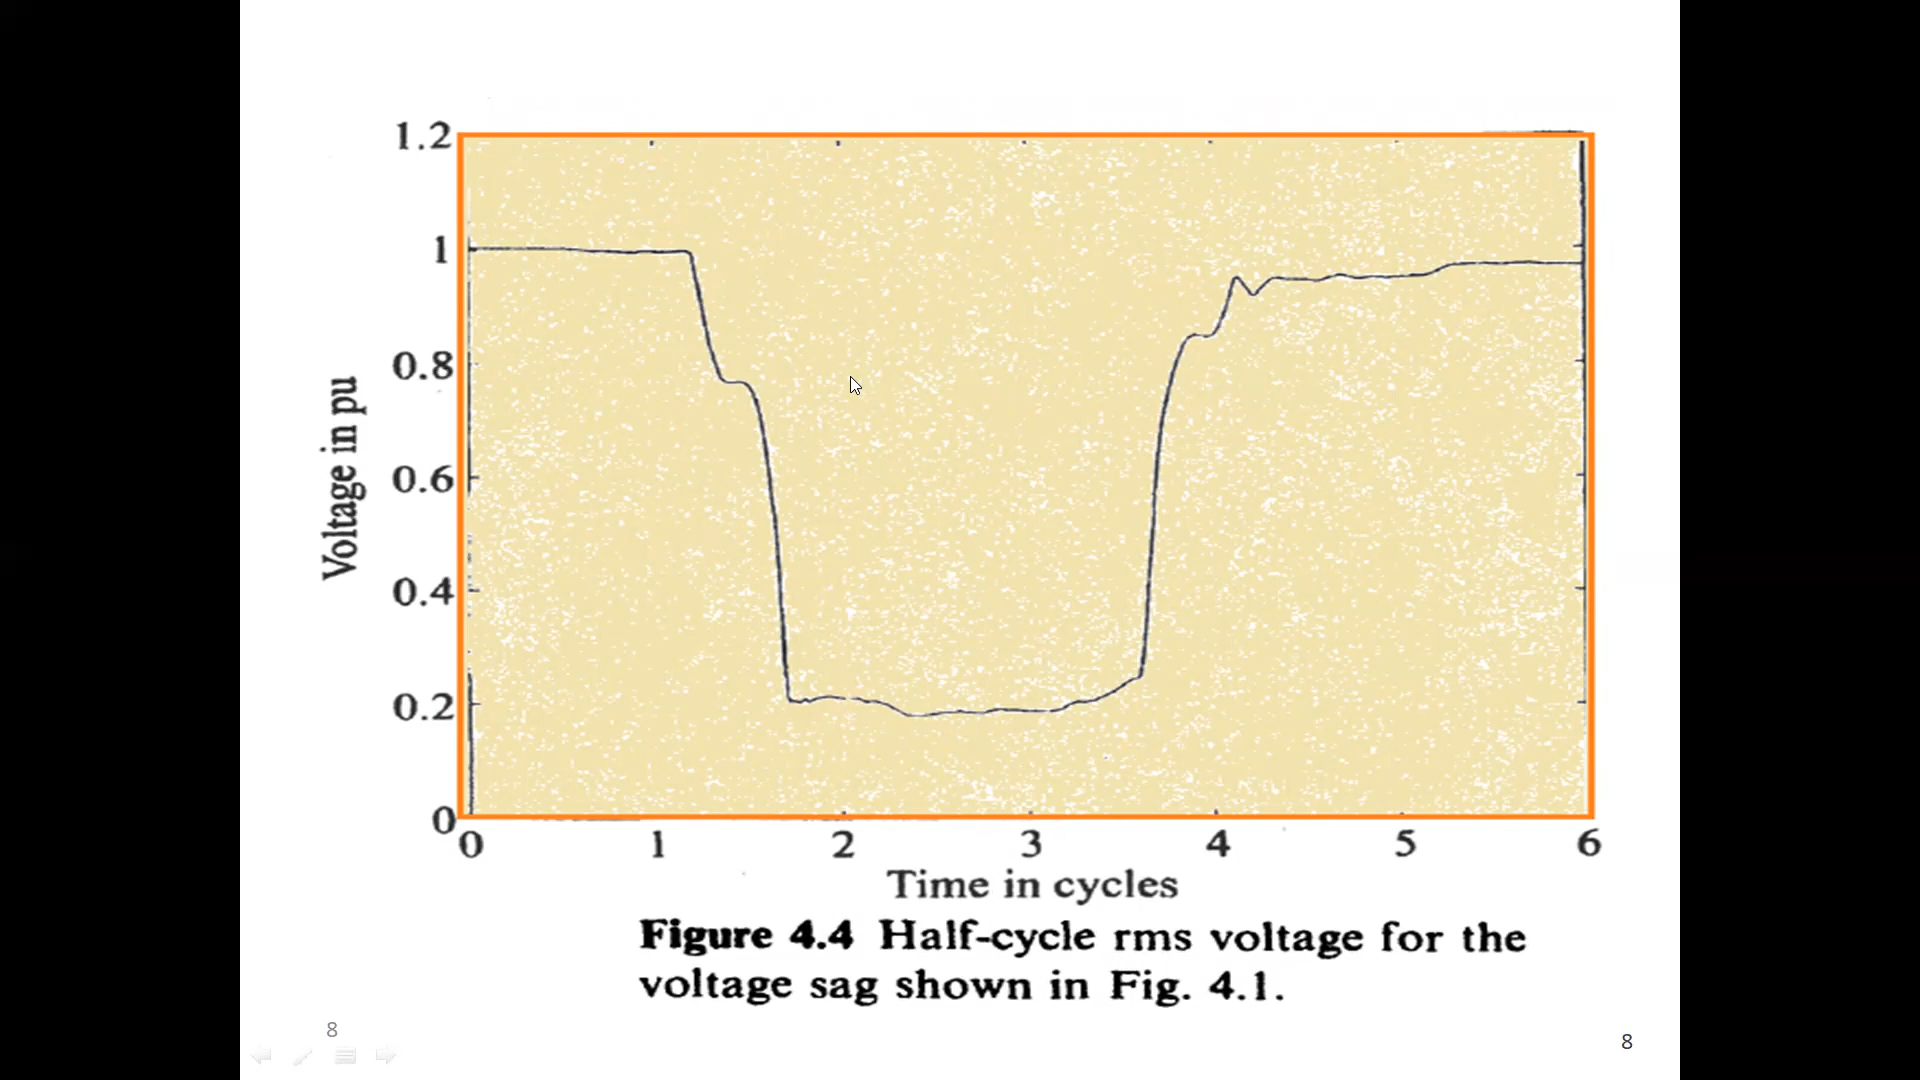 1.2
1
0.8
0.6
0.4
0.2
0
Voltage in pu
0 1 2 3 4 5 6
Time in cycles
Figure 4.4 Half-cycle rms voltage for the
voltage sag shown in Fig. 4.1.
8
8